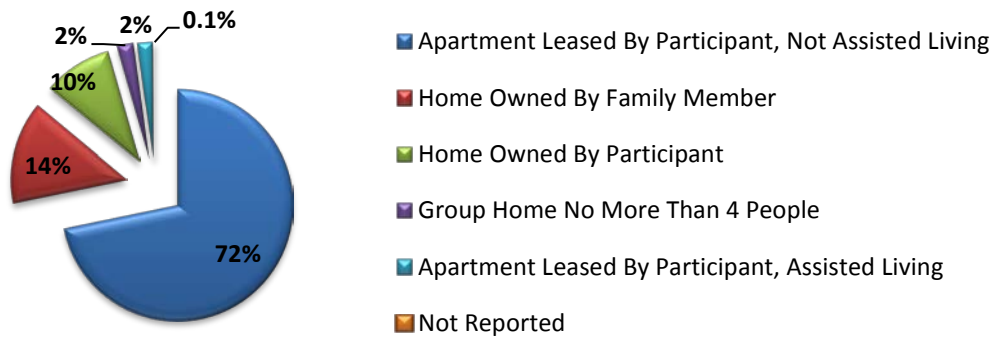 2%
2%
0.1%
10%
14%
72%
Apartment Leased By Participant, Not Assisted Living
Home Owned By Family Member
Home Owned By Participant
Group Home No More Than 4 People
Apartment Leased By Participant, Assisted Living
Not Reported